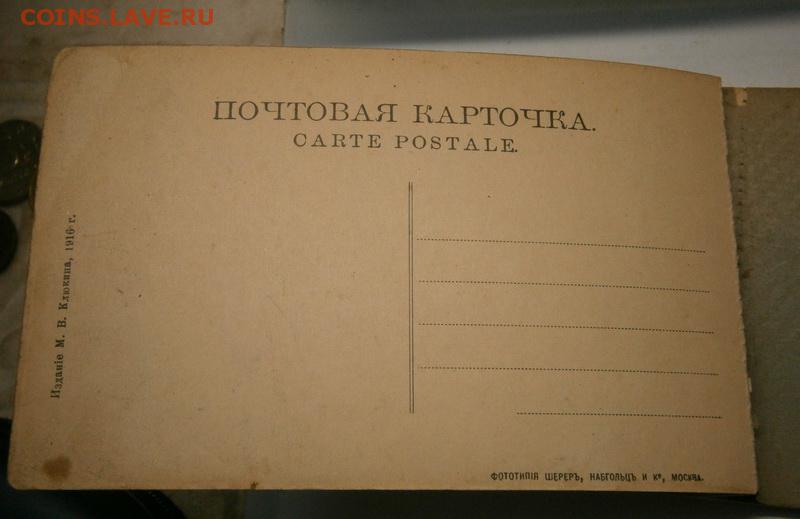 COINS.LAVE.RU
ПОЧТОВАЯ КАРТОЧКА.
CARTE POSTALE.
Изданіе М. В. Клюкина, 1916 г.
ФОТОТИПІЯ ШЕРЕРЪ, НАБГОЛЬЦЪ И Кº, МОСКВА.